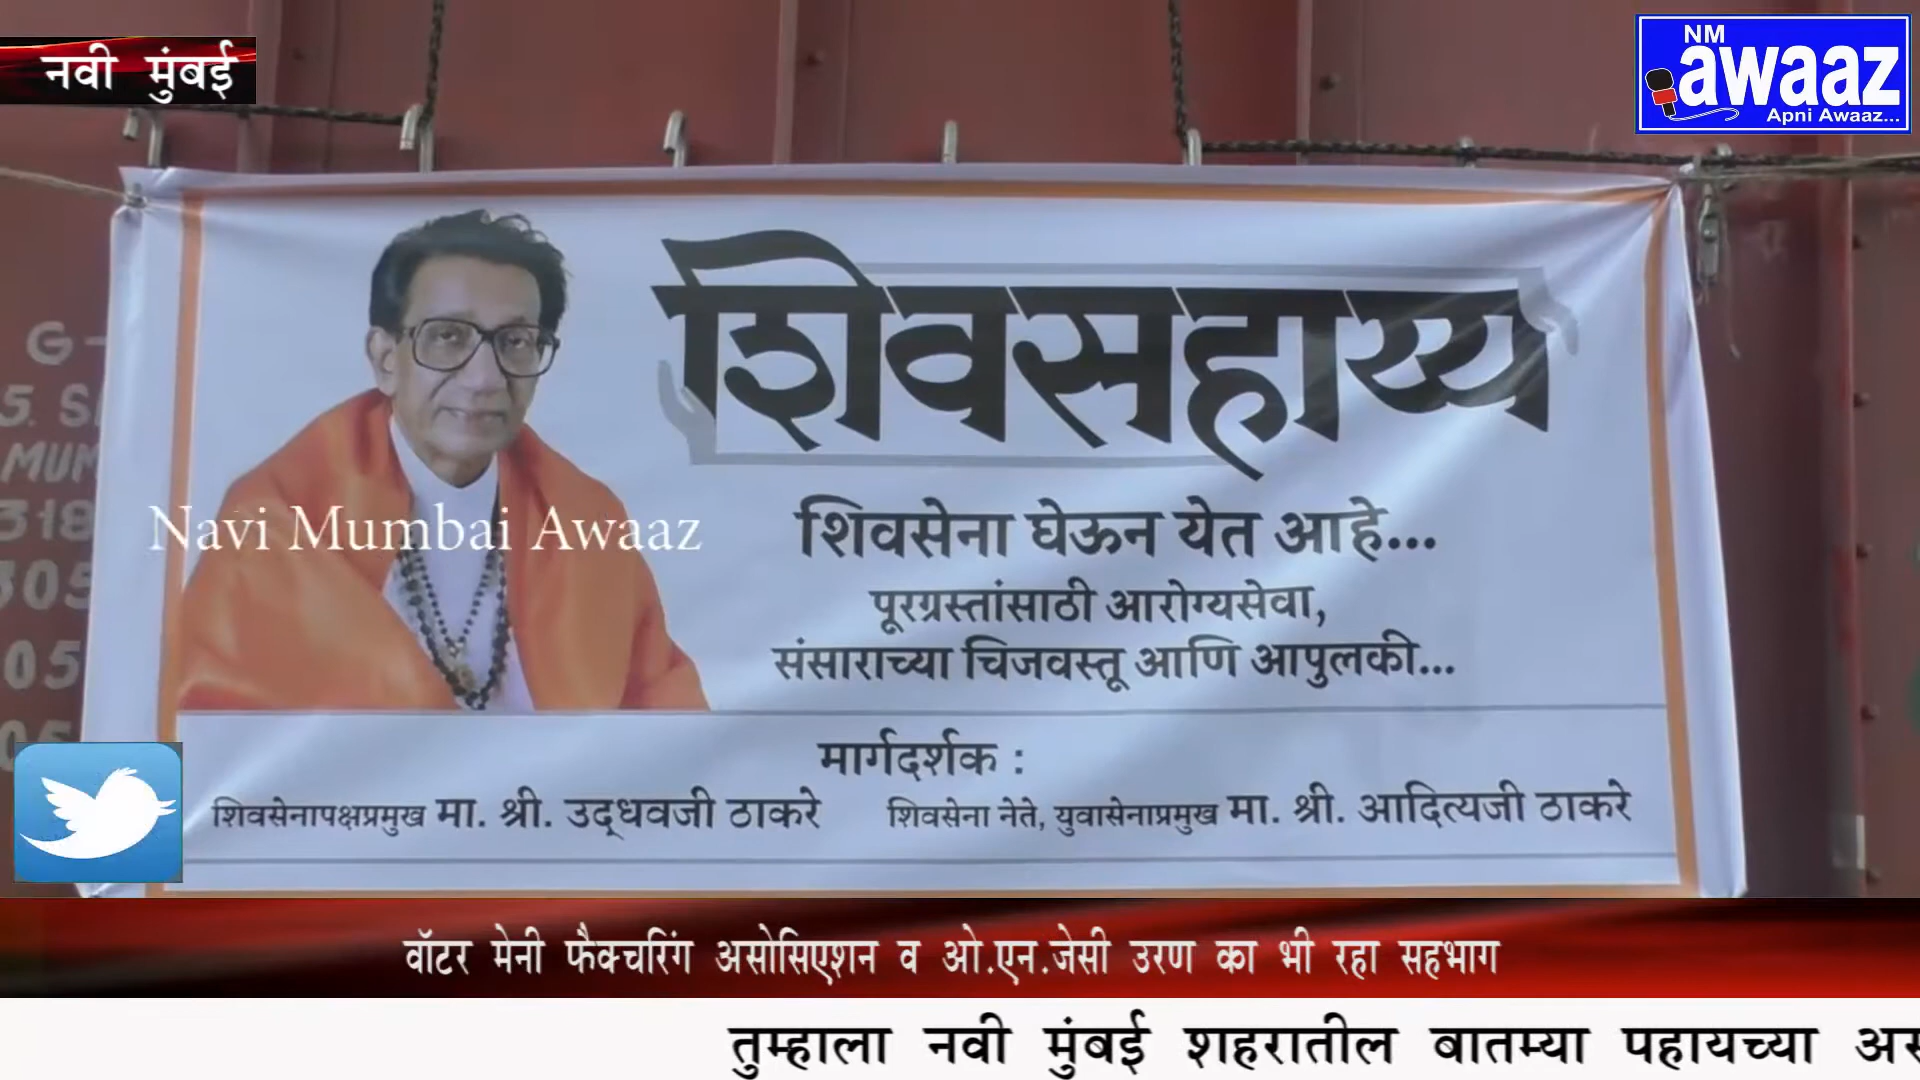 नवी मुंबई
NM
awaaz
Apni Awaaz...
शिवसहाय्य
Navi Mumbai Awaaz
शिवसेना घेऊन येत आहे...
पूरग्रस्तांसाठी आरोग्यसेवा,
संसाराच्या चिजवस्तू आणि आपुलकी...
मार्गदर्शक :
शिवसेनापक्षप्रमुख मा. श्री. उद्धवजी ठाकरे
शिवसेना नेते, युवासेनाप्रमुख मा. श्री. आदित्यजी ठाकरे
वॉटर मेनी फैक्चरिंग असोसिएशन व ओ.एन.जेसी उरण का भी रहा सहभाग
तुम्हाला नवी मुंबई शहरातील बातम्या पहायच्या